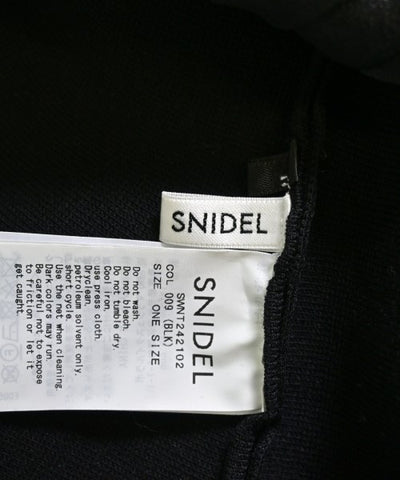 SNIDEL
SNIDEL
SWNT242102
COL 009 (BLK)
SIZE ONE SIZE
Do not wash.
Do not bleach.
Do not tumble dry.
Cool iron.
use press cloth.
Dryclean.
petroleum solvent only.
short cycle.
Use the net when cleaning.
Dark colors may run.
Be careful not to expose
to friction or let it
get caught.